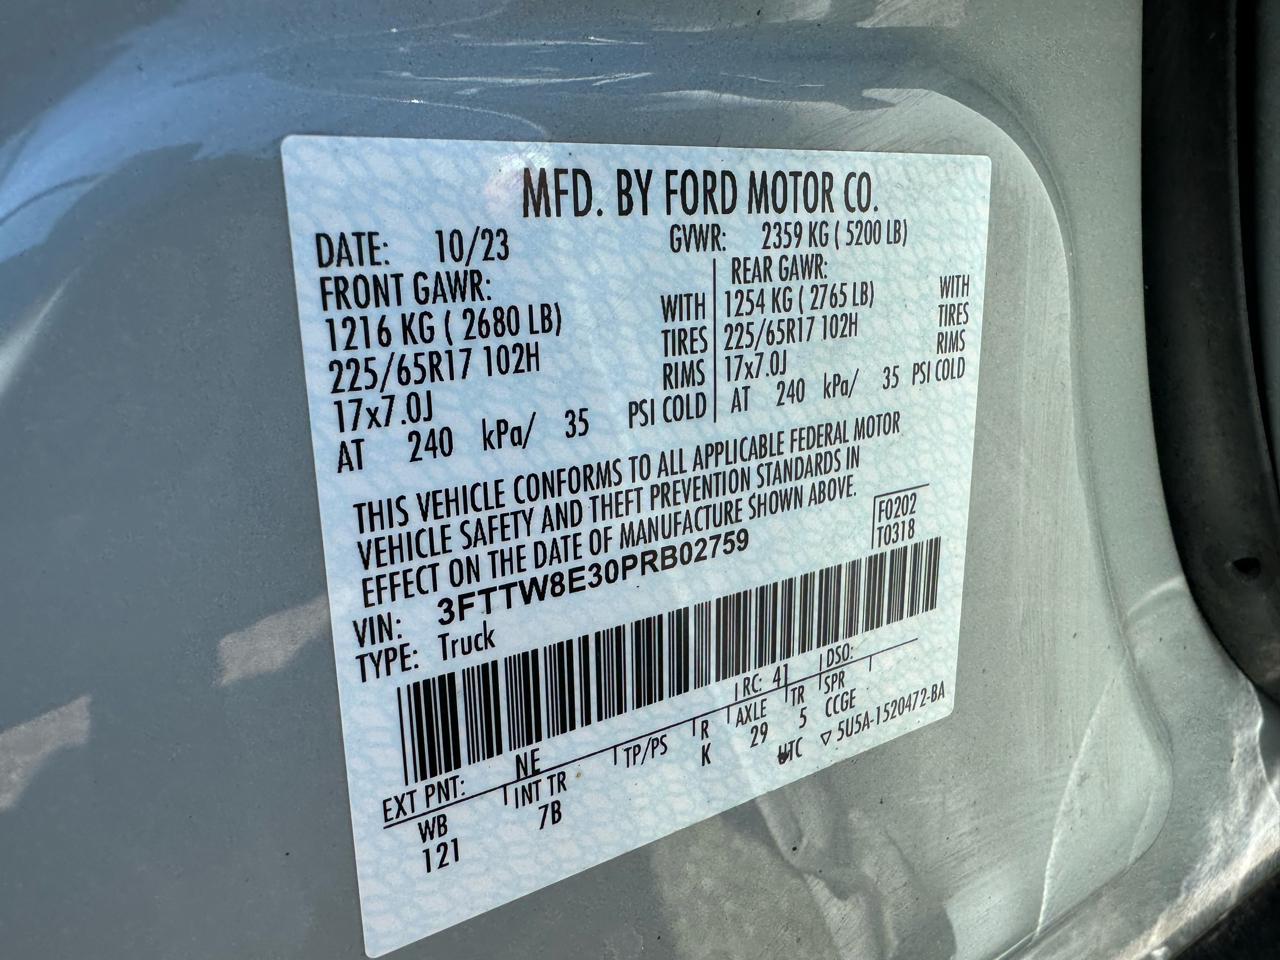 MFD. BY FORD MOTOR CO.
DATE: 10/23 GVWR: 2359 KG ( 5200 LB)
FRONT GAWR:
1216 KG ( 2680 LB) WITH
225/65R17 102H TIRES
17x7.0J RIMS
AT 240 kPa/ 35 PSI COLD
REAR GAWR:
1254 KG ( 2765 LB) WITH
225/65R17 102H TIRES
17x7.0J RIMS
AT 240 kPa/ 35 PSI COLD
THIS VEHICLE CONFORMS TO ALL APPLICABLE FEDERAL MOTOR
VEHICLE SAFETY AND THEFT PREVENTION STANDARDS IN
EFFECT ON THE DATE OF MANUFACTURE SHOWN ABOVE.
F0202
T0318
VIN: 3FTTW8E30PRB02759
TYPE: Truck
EXT PNT: NE RC: 41 DSO:
WB INT TR TP/PS R AXLE TR SPR
121 7B K 29 5 CCGE
UTC ▽ 5U5A-1520472-BA